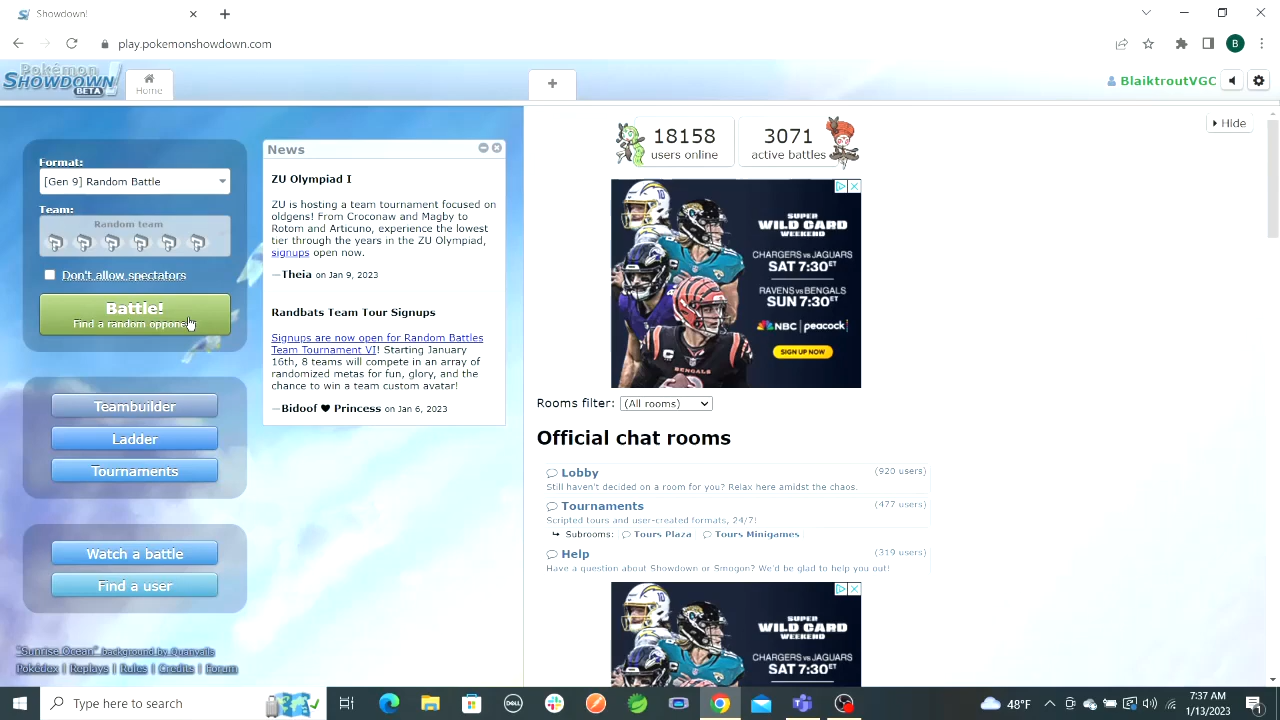 Showdown!
play.pokemonshowdown.com
Pokémon
SHOWDOWN!
BETA
Home
BlaiktroutVGC
Format:
[Gen 9] Random Battle
Team:
Random team
Don't allow spectators
Battle!
Find a random opponent
Teambuilder
Ladder
Tournaments
Watch a battle
Find a user
"Sunrise Ocean" background by Quanyails
Pokédex | Replays | Rules | Credits | Forum
News
ZU Olympiad I
ZU is hosting a team tournament focused on
oldgens! From Croconaw and Magby to
Rotom and Articuno, experience the lowest
tier through the years in the ZU Olympiad,
signups open now.
—Theia on Jan 9, 2023
Randbats Team Tour Signups
Signups are now open for Random Battles
Team Tournament VI! Starting January
16th, 8 teams will compete in an array of
randomized metas for fun, glory, and the
chance to win a team custom avatar!
—Bidoof ♥ Princess on Jan 6, 2023
18158
users online
3071
active battles
Hide
SUPER
WILD CARD
WEEKEND
CHARGERS vs JAGUARS
SAT 7:30 ET
RAVENS vs BENGALS
SUN 7:30 ET
NBC | peacock
SIGN UP NOW
BENGALS
Rooms filter: (All rooms)
Official chat rooms
Lobby (920 users)
Still haven't decided on a room for you? Relax here amidst the chaos.
Tournaments (477 users)
Scripted tours and user-created formats, 24/7!
Subrooms: Tours Plaza Tours Minigames
Help (319 users)
Have a question about Showdown or Smogon? We'd be glad to help you out!
SUPER
WILD CARD
WEEKEND
CHARGERS vs JAGUARS
SAT 7:30 ET
Type here to search
DELL
48°F
7:37 AM
1/13/2023